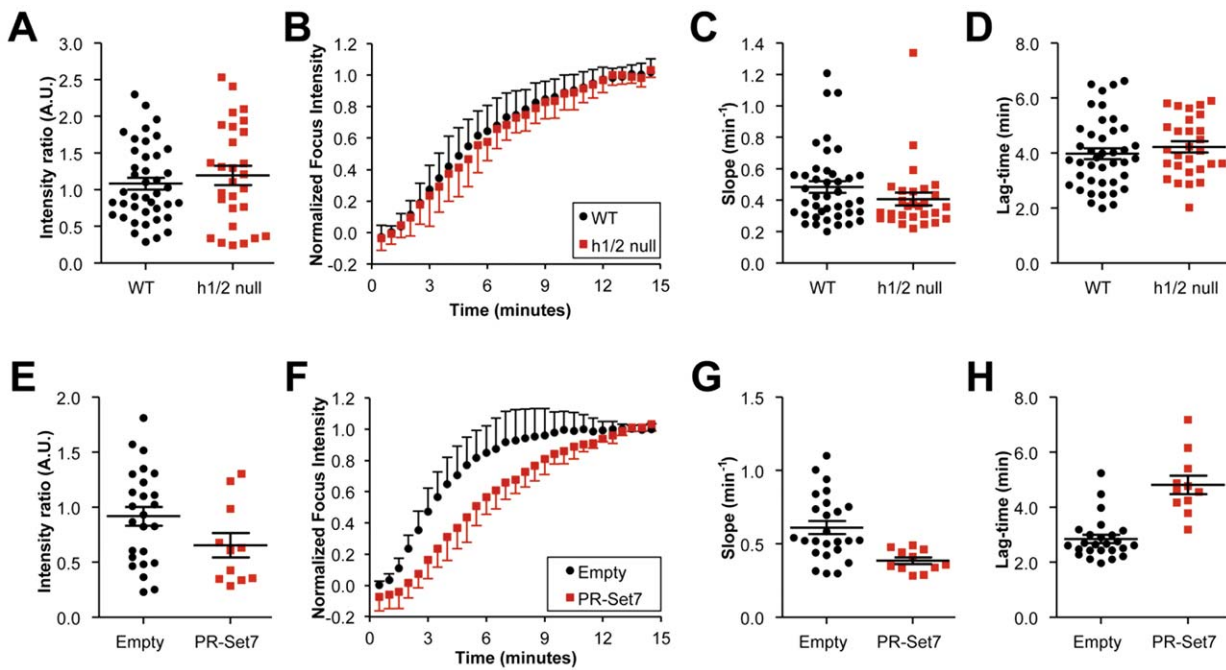 A
Intensity ratio (A.U.)
3.0
2.5
2.0
1.5
1.0
0.5
0.0
WT
h1/2 null
B
Normalized Focus Intensity
1.2
1.0
0.8
0.6
0.4
0.2
0.0
-0.2
0
3
6
9
12
15
Time (minutes)
WT
h1/2 null
C
Slope (min-1)
1.4
1.2
1.0
0.8
0.6
0.4
0.2
0.0
WT
h1/2 null
D
Lag-time (min)
8.0
6.0
4.0
2.0
0.0
WT
h1/2 null
E
Intensity ratio (A.U.)
2.0
1.5
1.0
0.5
0.0
Empty
PR-Set7
F
Normalized Focus Intensity
1.2
1.0
0.8
0.6
0.4
0.2
0.0
-0.2
0
3
6
9
12
15
Time (minutes)
Empty
PR-Set7
G
Slope (min-1)
1.5
1.0
0.5
0.0
Empty
PR-Set7
H
Lag-time (min)
8.0
6.0
4.0
2.0
0.0
Empty
PR-Set7